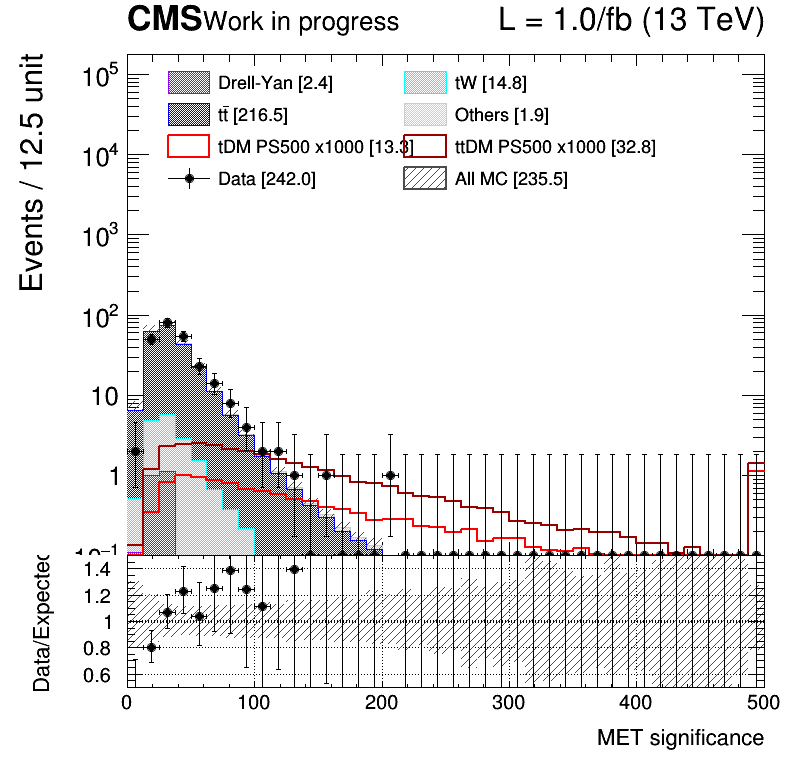 CMS Work in progress L = 1.0/fb (13 TeV)
Events / 12.5 unit
10⁵
10⁴
10³
10²
10
1
10⁻¹
Drell-Yan [2.4]
tW [14.8]
tt̄ [216.5]
Others [1.9]
tDM PS500 x1000 [13.3]
ttDM PS500 x1000 [32.8]
Data [242.0]
All MC [235.5]
Data/Expected
1.4
1.2
1
0.8
0.6
0 100 200 300 400 500
MET significance